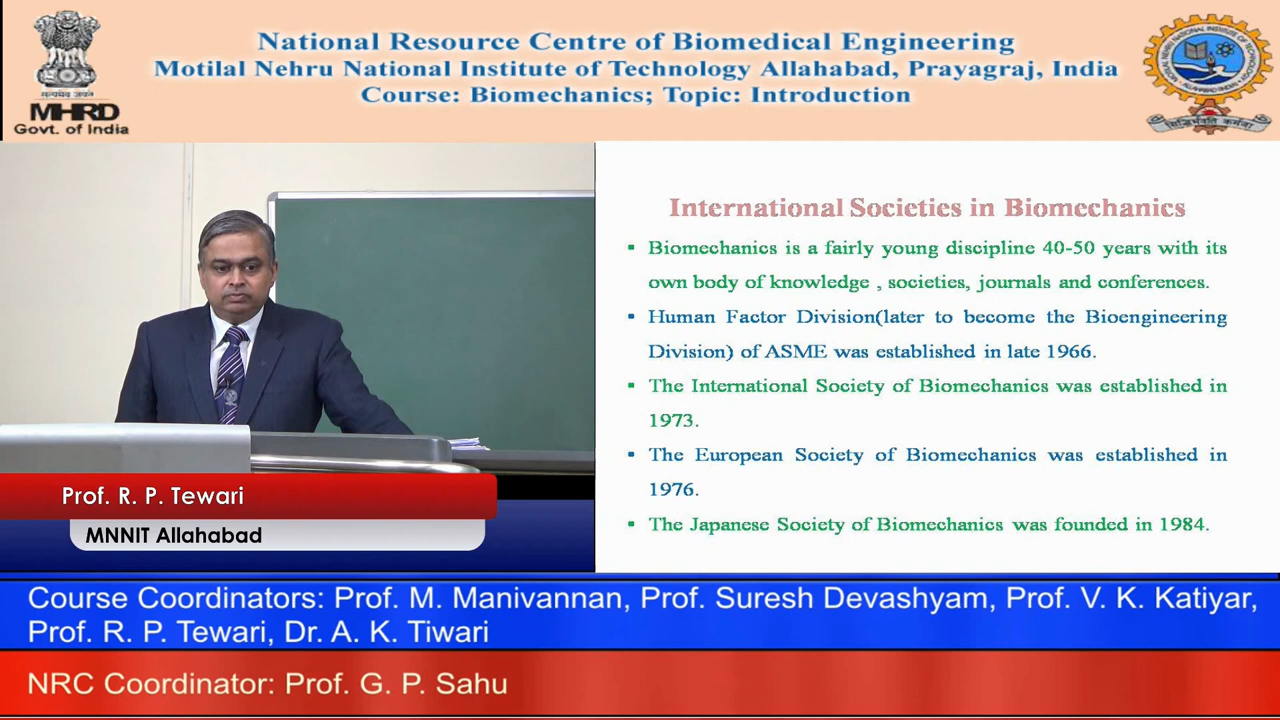 National Resource Centre of Biomedical Engineering
Motilal Nehru National Institute of Technology Allahabad, Prayagraj, India
Course: Biomechanics; Topic: Introduction
सत्यमेव जयते
MHRD
Govt. of India
International Societies in Biomechanics
▪ Biomechanics is a fairly young discipline 40-50 years with its
own body of knowledge , societies, journals and conferences.
▪ Human Factor Division(later to become the Bioengineering
Division) of ASME was established in late 1966.
▪ The International Society of Biomechanics was established in
1973.
▪ The European Society of Biomechanics was established in
1976.
▪ The Japanese Society of Biomechanics was founded in 1984.
Prof. R. P. Tewari
MNNIT Allahabad
Course Coordinators: Prof. M. Manivannan, Prof. Suresh Devashyam, Prof. V. K. Katiyar,
Prof. R. P. Tewari, Dr. A. K. Tiwari
NRC Coordinator: Prof. G. P. Sahu